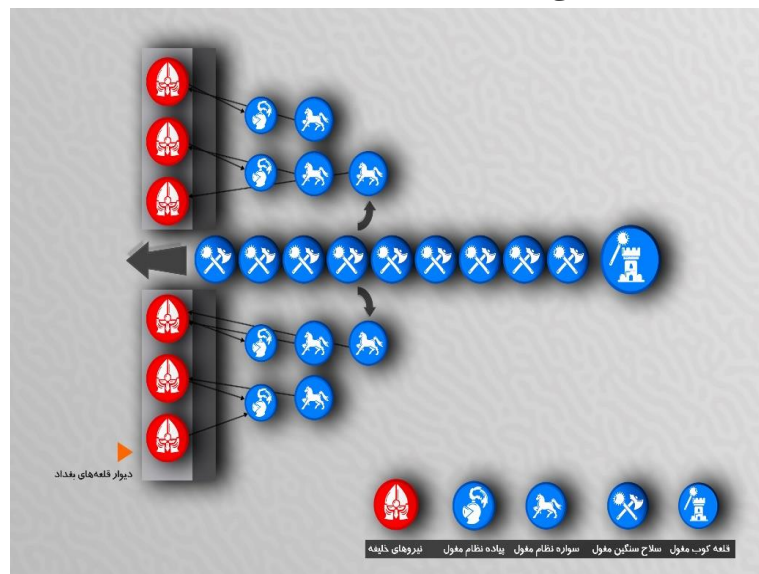 دیوار قلعه‌های بغداد
قلعه کوب مغول
سلاح سنگین مغول
سواره نظام مغول
پیاده نظام مغول
نیروهای خلیفه